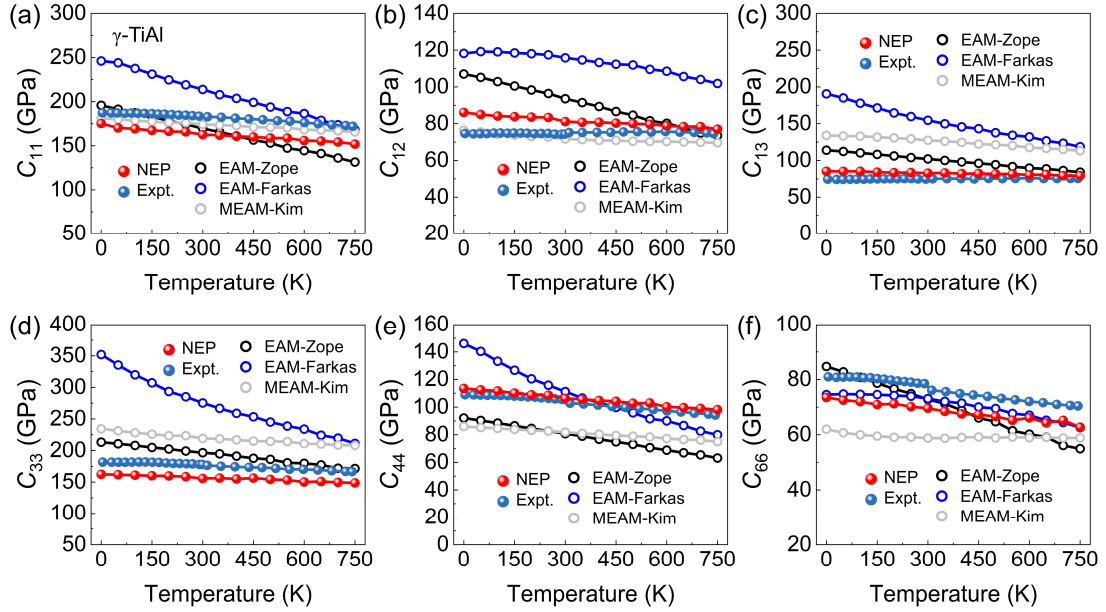 (a)
γ-TiAl
300
250
200
150
100
50
C11 (GPa)
NEP
Expt.
EAM-Zope
EAM-Farkas
MEAM-Kim
0 150 300 450 600 750
Temperature (K)
(b)
140
120
100
80
60
40
20
C12 (GPa)
NEP
Expt.
EAM-Zope
EAM-Farkas
MEAM-Kim
0 150 300 450 600 750
Temperature (K)
(c)
300
250
200
150
100
50
0
C13 (GPa)
NEP
Expt.
EAM-Zope
EAM-Farkas
MEAM-Kim
0 150 300 450 600 750
Temperature (K)
(d)
400
350
300
250
200
150
100
50
C33 (GPa)
NEP
Expt.
EAM-Zope
EAM-Farkas
MEAM-Kim
0 150 300 450 600 750
Temperature (K)
(e)
160
140
120
100
80
60
40
20
0
C44 (GPa)
NEP
Expt.
EAM-Zope
EAM-Farkas
MEAM-Kim
0 150 300 450 600 750
Temperature (K)
(f)
100
80
60
40
20
C66 (GPa)
NEP
Expt.
EAM-Zope
EAM-Farkas
MEAM-Kim
0 150 300 450 600 750
Temperature (K)